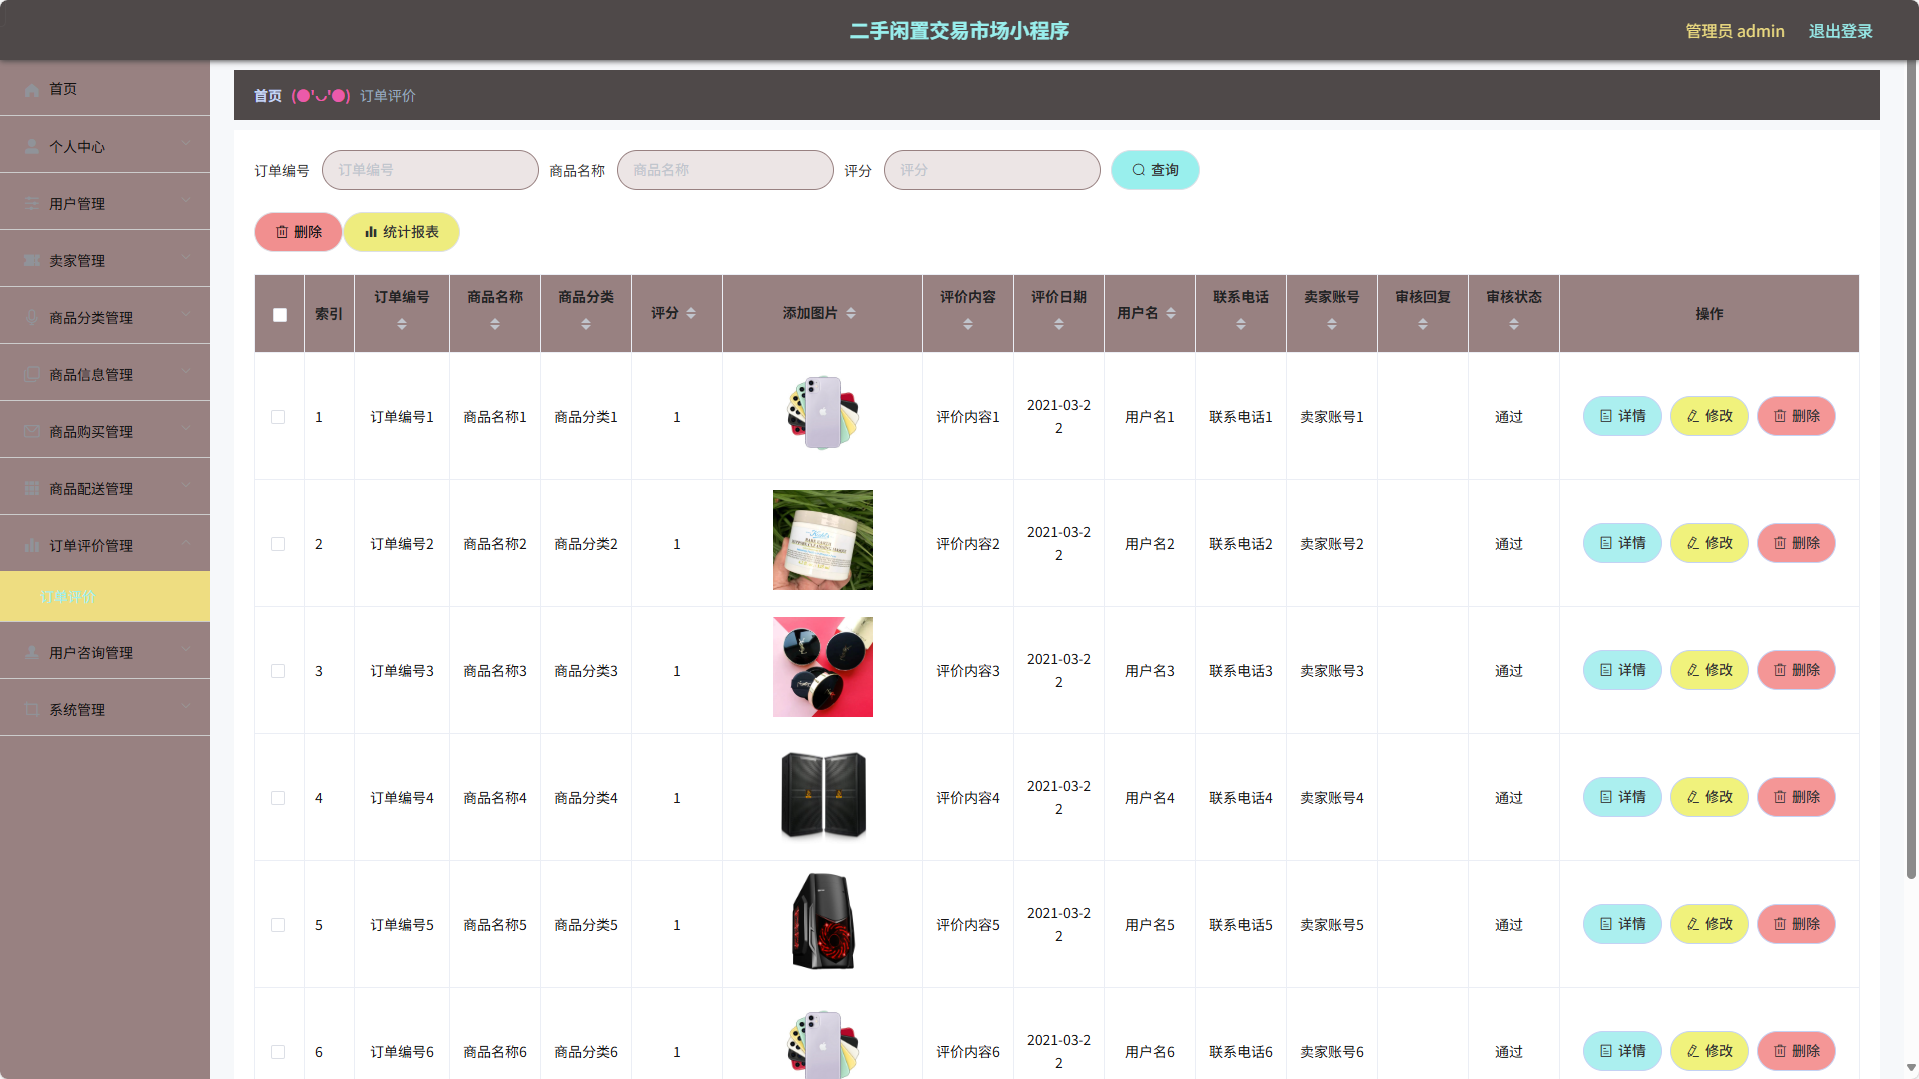 二手闲置交易市场小程序
管理员 admin
退出登录
首页
个人中心
用户管理
卖家管理
商品分类管理
商品信息管理
商品购买管理
商品配送管理
订单评价管理
订单评价
用户咨询管理
系统管理
首页 (●'◡'●) 订单评价
订单编号 订单编号 商品名称 商品名称 评分 评分 查询
删除 统计报表
索引 订单编号 商品名称 商品分类 评分 添加图片 评价内容 评价日期 用户名 联系电话 卖家账号 审核回复 审核状态 操作
1 订单编号1 商品名称1 商品分类1 1 评价内容1 2021-03-22 用户名1 联系电话1 卖家账号1 通过 详情 修改 删除
2 订单编号2 商品名称2 商品分类2 1 评价内容2 2021-03-22 用户名2 联系电话2 卖家账号2 通过 详情 修改 删除
3 订单编号3 商品名称3 商品分类3 1 评价内容3 2021-03-22 用户名3 联系电话3 卖家账号3 通过 详情 修改 删除
4 订单编号4 商品名称4 商品分类4 1 评价内容4 2021-03-22 用户名4 联系电话4 卖家账号4 通过 详情 修改 删除
5 订单编号5 商品名称5 商品分类5 1 评价内容5 2021-03-22 用户名5 联系电话5 卖家账号5 通过 详情 修改 删除
6 订单编号6 商品名称6 商品分类6 1 评价内容6 2021-03-22 用户名6 联系电话6 卖家账号6 通过 详情 修改 删除